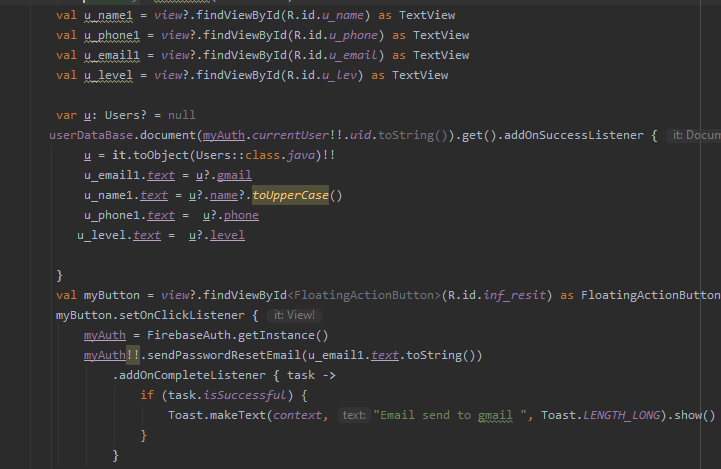 val u_name1 = view?.findViewById(R.id.u_name) as TextView
val u_phone1 = view?.findViewById(R.id.u_phone) as TextView
val u_email1 = view?.findViewById(R.id.u_email) as TextView
val u_level = view?.findViewById(R.id.u_lev) as TextView
var u: Users? = null
userDataBase.document(myAuth.currentUser!!.uid.toString()).get().addOnSuccessListener { it: Docum
u = it.toObject(Users::class.java)!!
u_email1.text = u?.gmail
u_name1.text = u?.name?.toUpperCase()
u_phone1.text =  u?.phone
u_level.text =  u?.level
}
val myButton = view?.findViewById<FloatingActionButton>(R.id.inf_resit) as FloatingActionButton
myButton.setOnClickListener { it: View!
myAuth = FirebaseAuth.getInstance()
myAuth!!.sendPasswordResetEmail(u_email1.text.toString())
.addOnCompleteListener { task ->
if (task.isSuccessful) {
Toast.makeText(context, text: "Email send to gmail ", Toast.LENGTH_LONG).show()
}
}